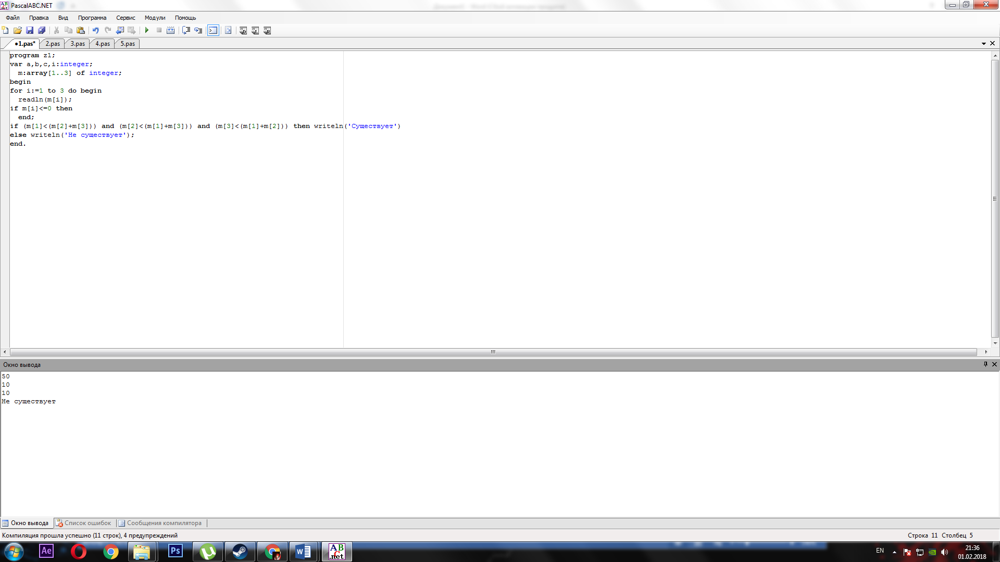 PascalABC.NET
Файл Правка Вид Программа Сервис Модули Помощь
•1.pas* 2.pas 3.pas 4.pas 5.pas
program z1;
var a,b,c,i:integer;
m:array[1..3] of integer;
begin
for i:=1 to 3 do begin
readln(m[i]);
if m[i]<=0 then
end;
if (m[1]<(m[2]+m[3])) and (m[2]<(m[1]+m[3])) and (m[3]<(m[1]+m[2])) then writeln('Существует')
else writeln('Не существует');
end.
Окно вывода
50
10
10
Не существует
Окно вывода Список ошибок Сообщения компилятора
Компиляция прошла успешно (11 строк), 4 предупреждений Строка 11 Столбец 5
Ae Ps W ABC.net EN 21:36
01.02.2018